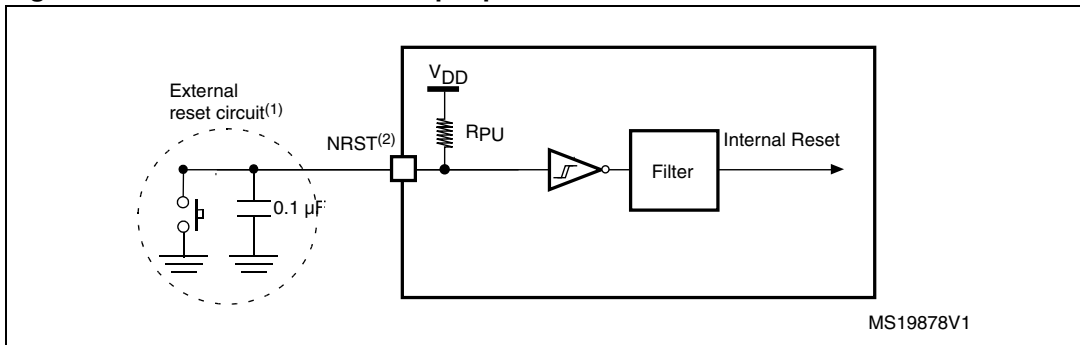 External
reset circuit(1)
VDD
RPU
NRST(2)
0.1 µF
Filter
Internal Reset
MS19878V1